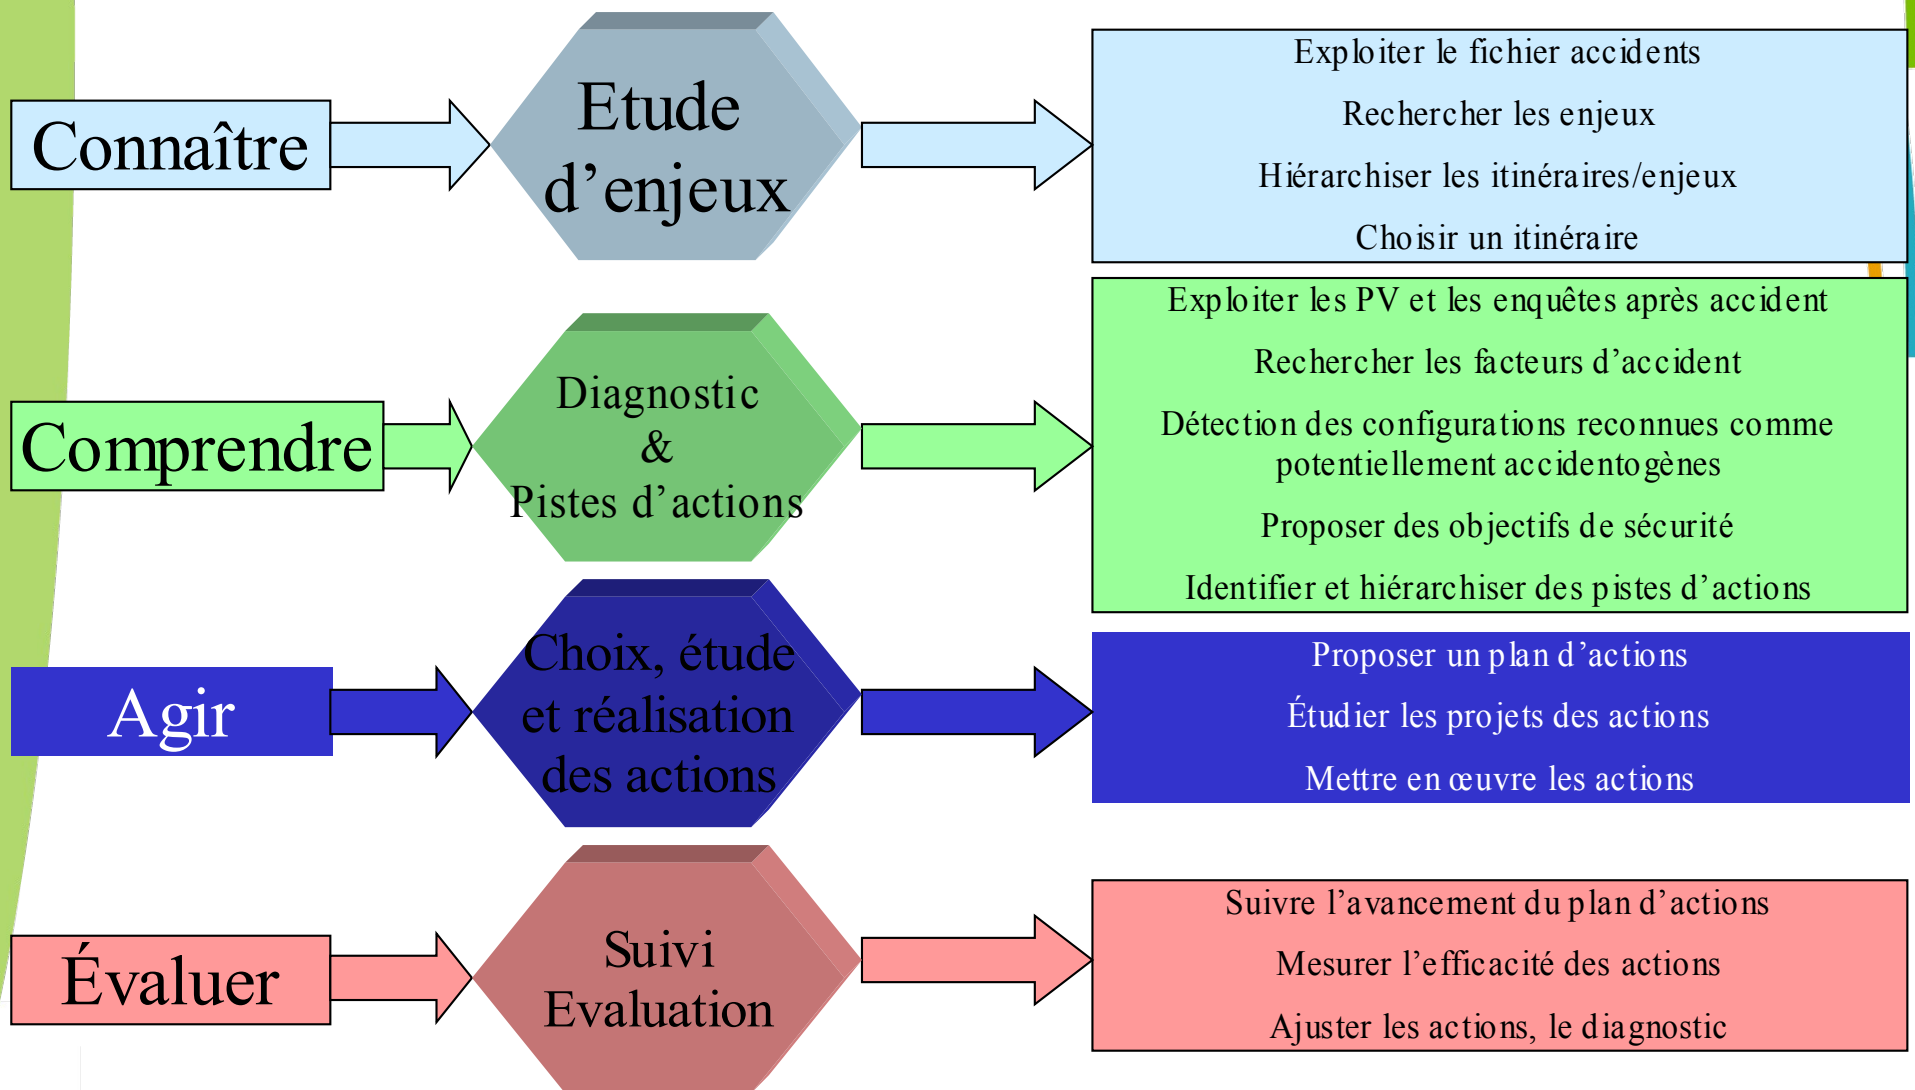 Connaître
Etude
d’enjeux
Exploiter le fichier accidents
Rechercher les enjeux
Hiérarchiser les itinéraires/enjeux
Choisir un itinéraire
Comprendre
Diagnostic
&
Pistes d’actions
Exploiter les PV et les enquêtes après accident
Rechercher les facteurs d’accident
Détection des configurations reconnues comme
potentiellement accidentogènes
Proposer des objectifs de sécurité
Identifier et hiérarchiser des pistes d’actions
Agir
Choix, étude
et réalisation
des actions
Proposer un plan d’actions
Étudier les projets des actions
Mettre en œuvre les actions
Évaluer
Suivi
Evaluation
Suivre l’avancement du plan d’actions
Mesurer l’efficacité des actions
Ajuster les actions, le diagnostic